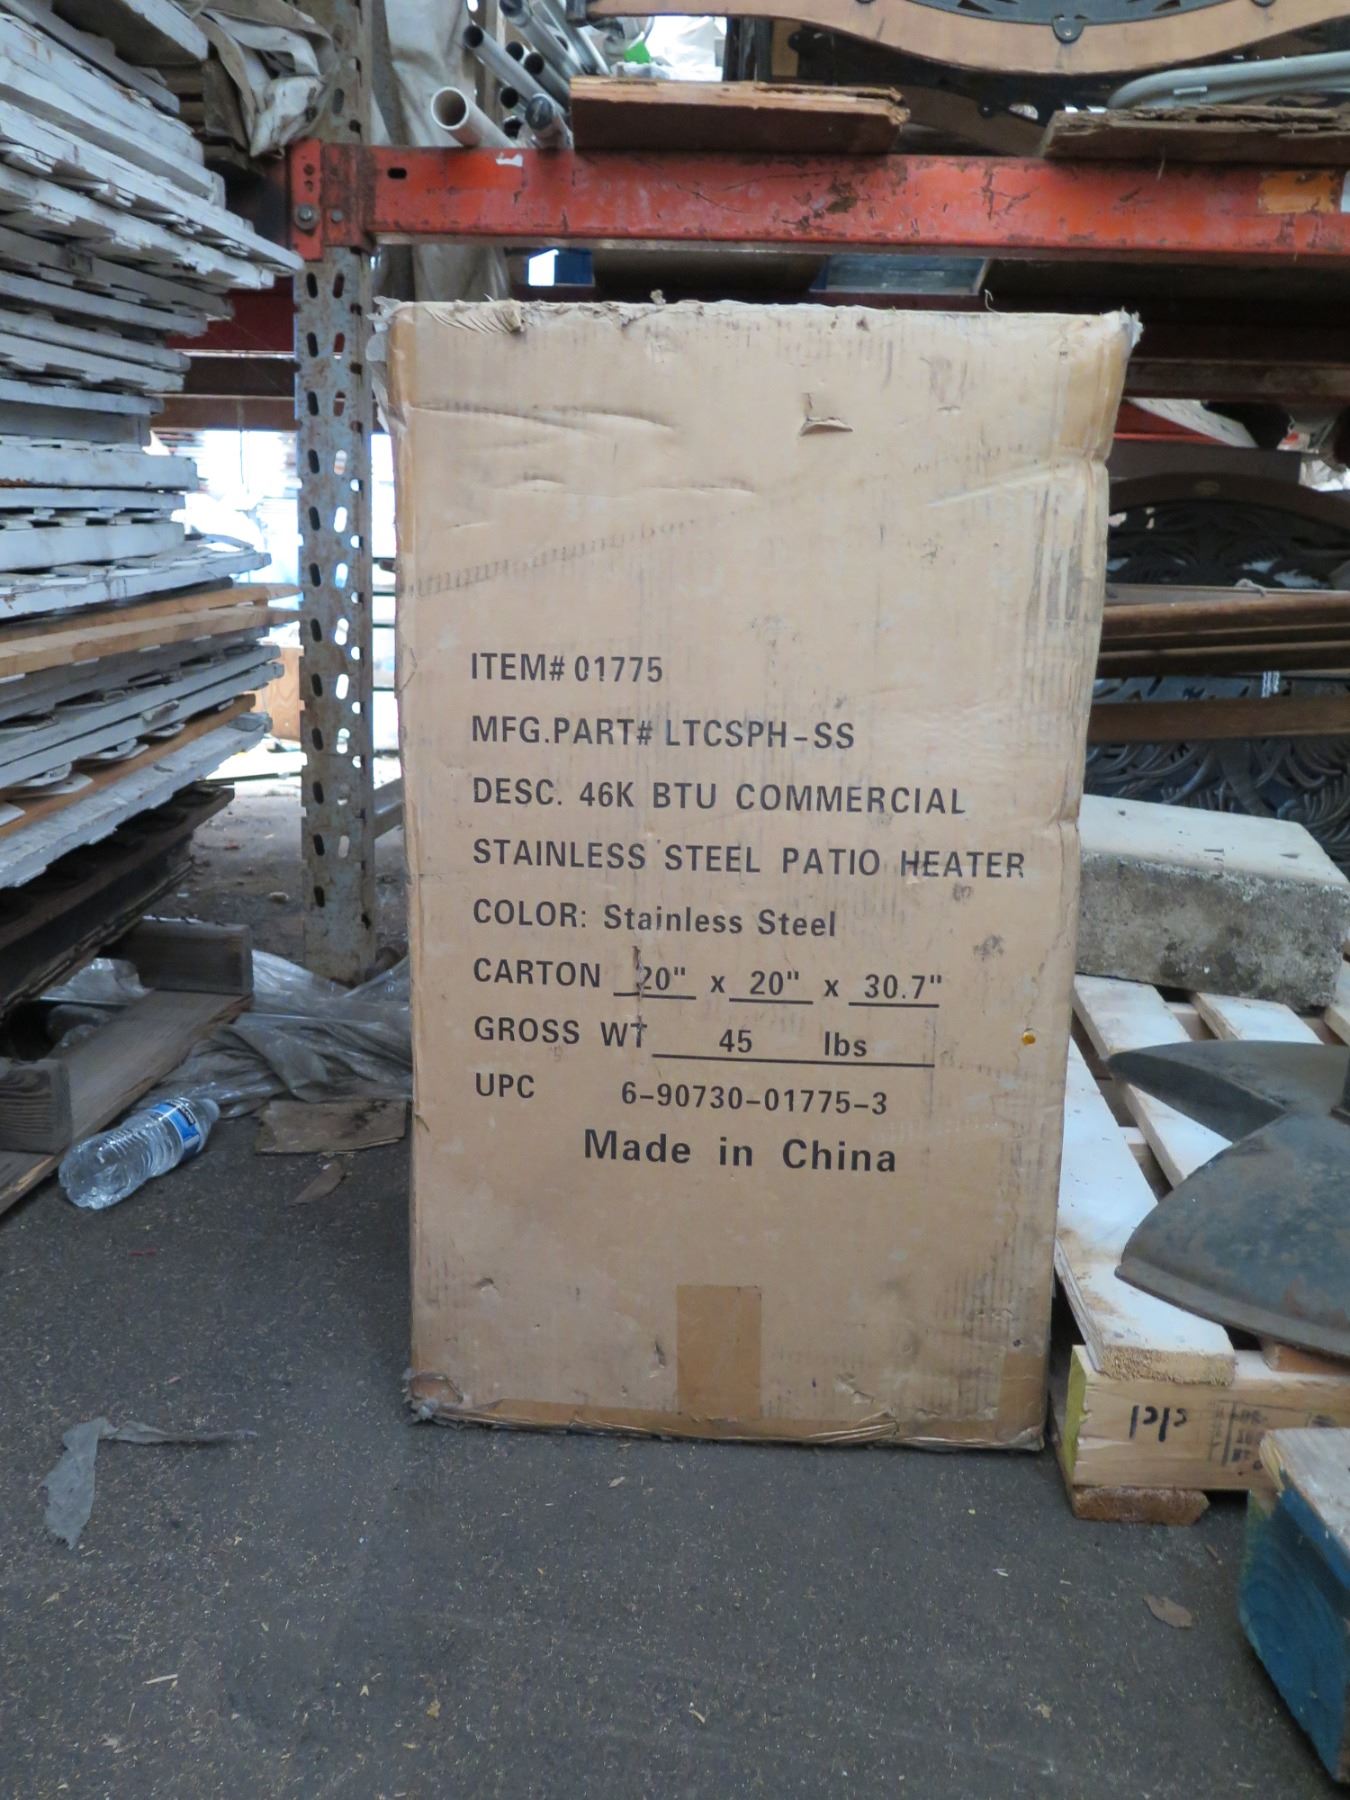 ITEM# 01775
MFG.PART# LTCSPH-SS
DESC. 46K BTU COMMERCIAL
STAINLESS STEEL PATIO HEATER
COLOR: Stainless Steel
CARTON 20" x 20" x 30.7"
GROSS WT 45 lbs
UPC 6-90730-01775-3
Made in China